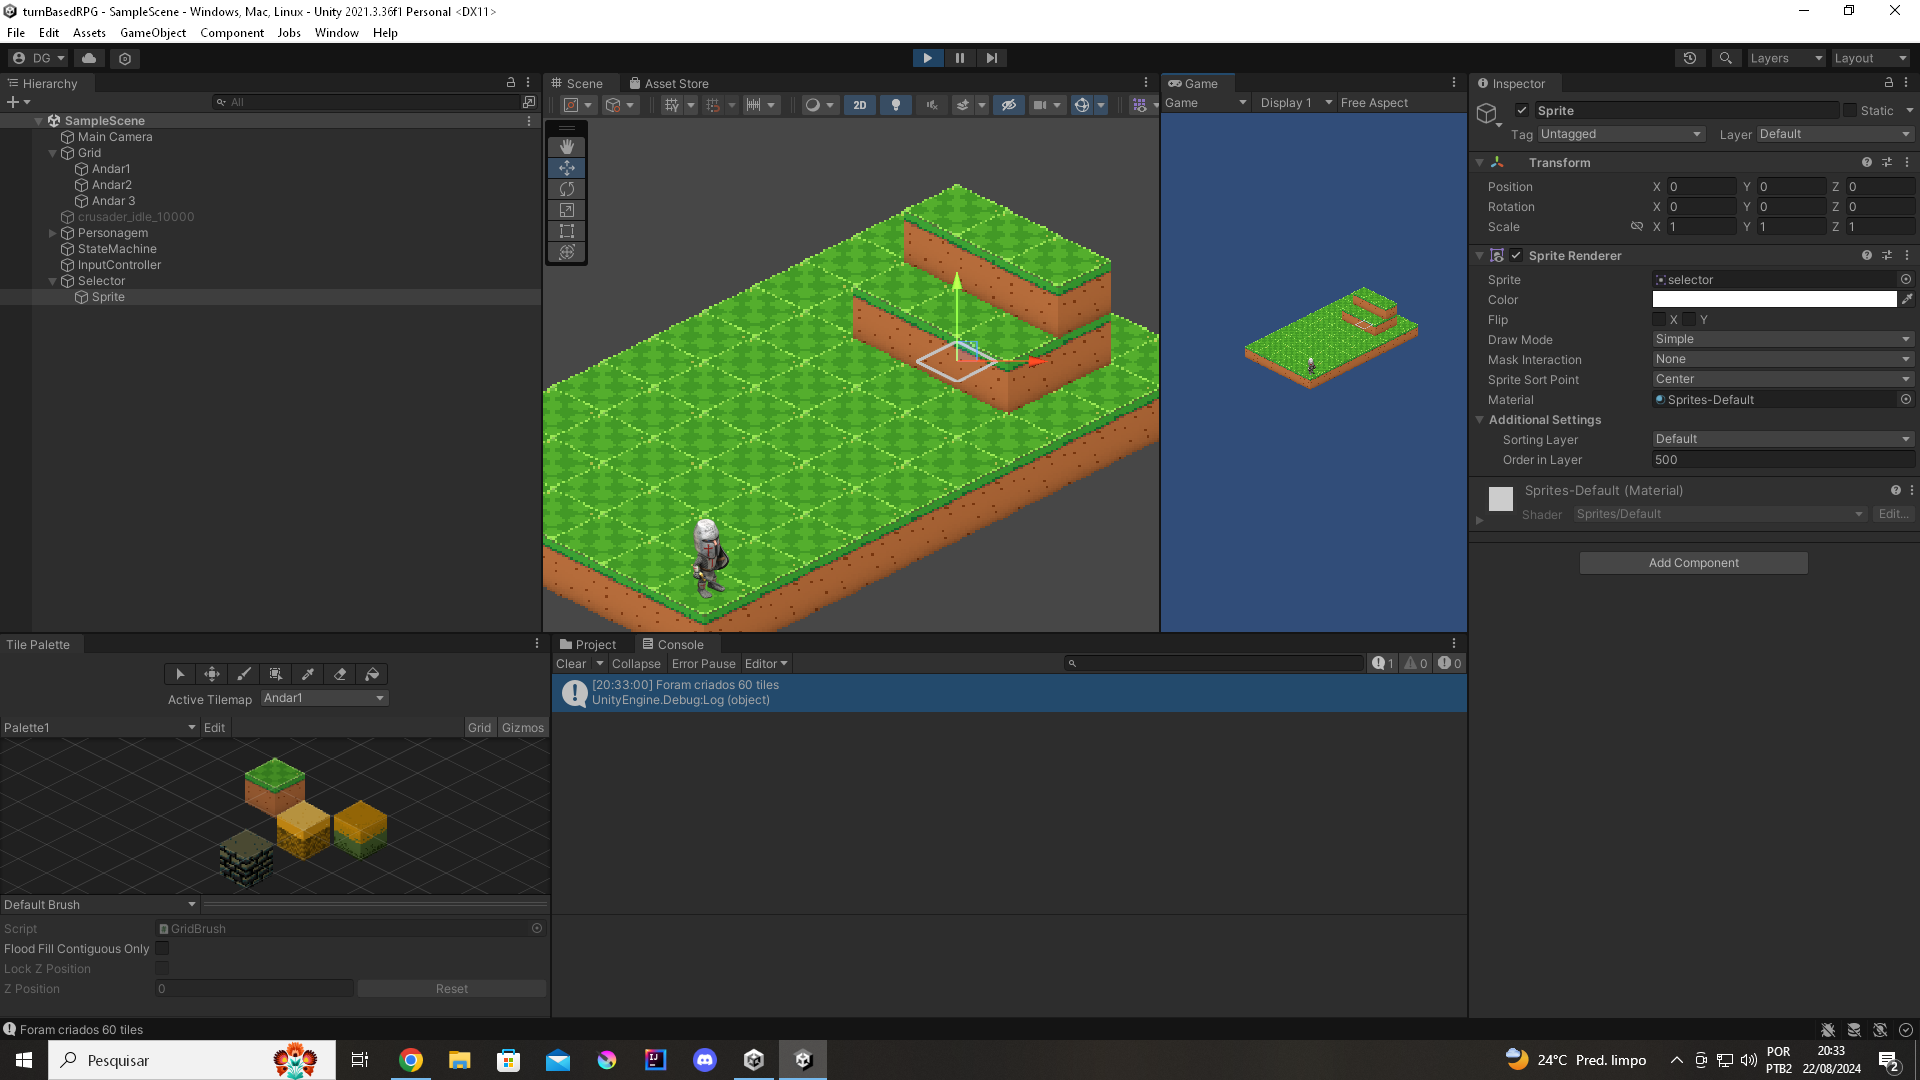 turnBasedRPG - SampleScene - Windows, Mac, Linux - Unity 2021.3.36f1 Personal <DX11>
File Edit Assets GameObject Component Jobs Window Help
DG Layers Layout
Hierarchy
All
SampleScene
Main Camera
Grid
Andar1
Andar2
Andar 3
crusader_idle_10000
Personagem
StateMachine
InputController
Selector
Sprite
Scene Asset Store
2D
Game
Game Display 1 Free Aspect
Inspector
Sprite Static
Tag Untagged Layer Default
Transform
Position X 0 Y 0 Z 0
Rotation X 0 Y 0 Z 0
Scale X 1 Y 1 Z 1
Sprite Renderer
Sprite selector
Color
Flip X Y
Draw Mode Simple
Mask Interaction None
Sprite Sort Point Center
Material Sprites-Default
Additional Settings
Sorting Layer Default
Order in Layer 500
Sprites-Default (Material)
Shader Sprites/Default Edit...
Add Component
Tile Palette
Active Tilemap Andar1
Palette1 Edit Grid Gizmos
Default Brush
Script GridBrush
Flood Fill Contiguous Only
Lock Z Position
Z Position 0 Reset
Project Console
Clear Collapse Error Pause Editor 1 0 0
[20:33:00] Foram criados 60 tiles
UnityEngine.Debug:Log (object)
Foram criados 60 tiles
Pesquisar
24°C Pred. limpo
POR
PTB2
20:33
22/08/2024
2